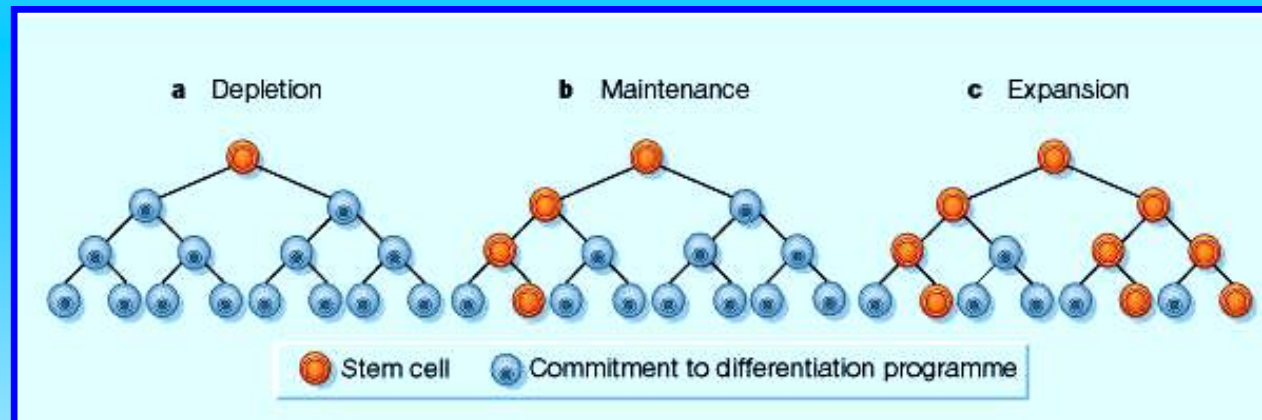 a Depletion
b Maintenance
c Expansion
Stem cell
Commitment to differentiation programme